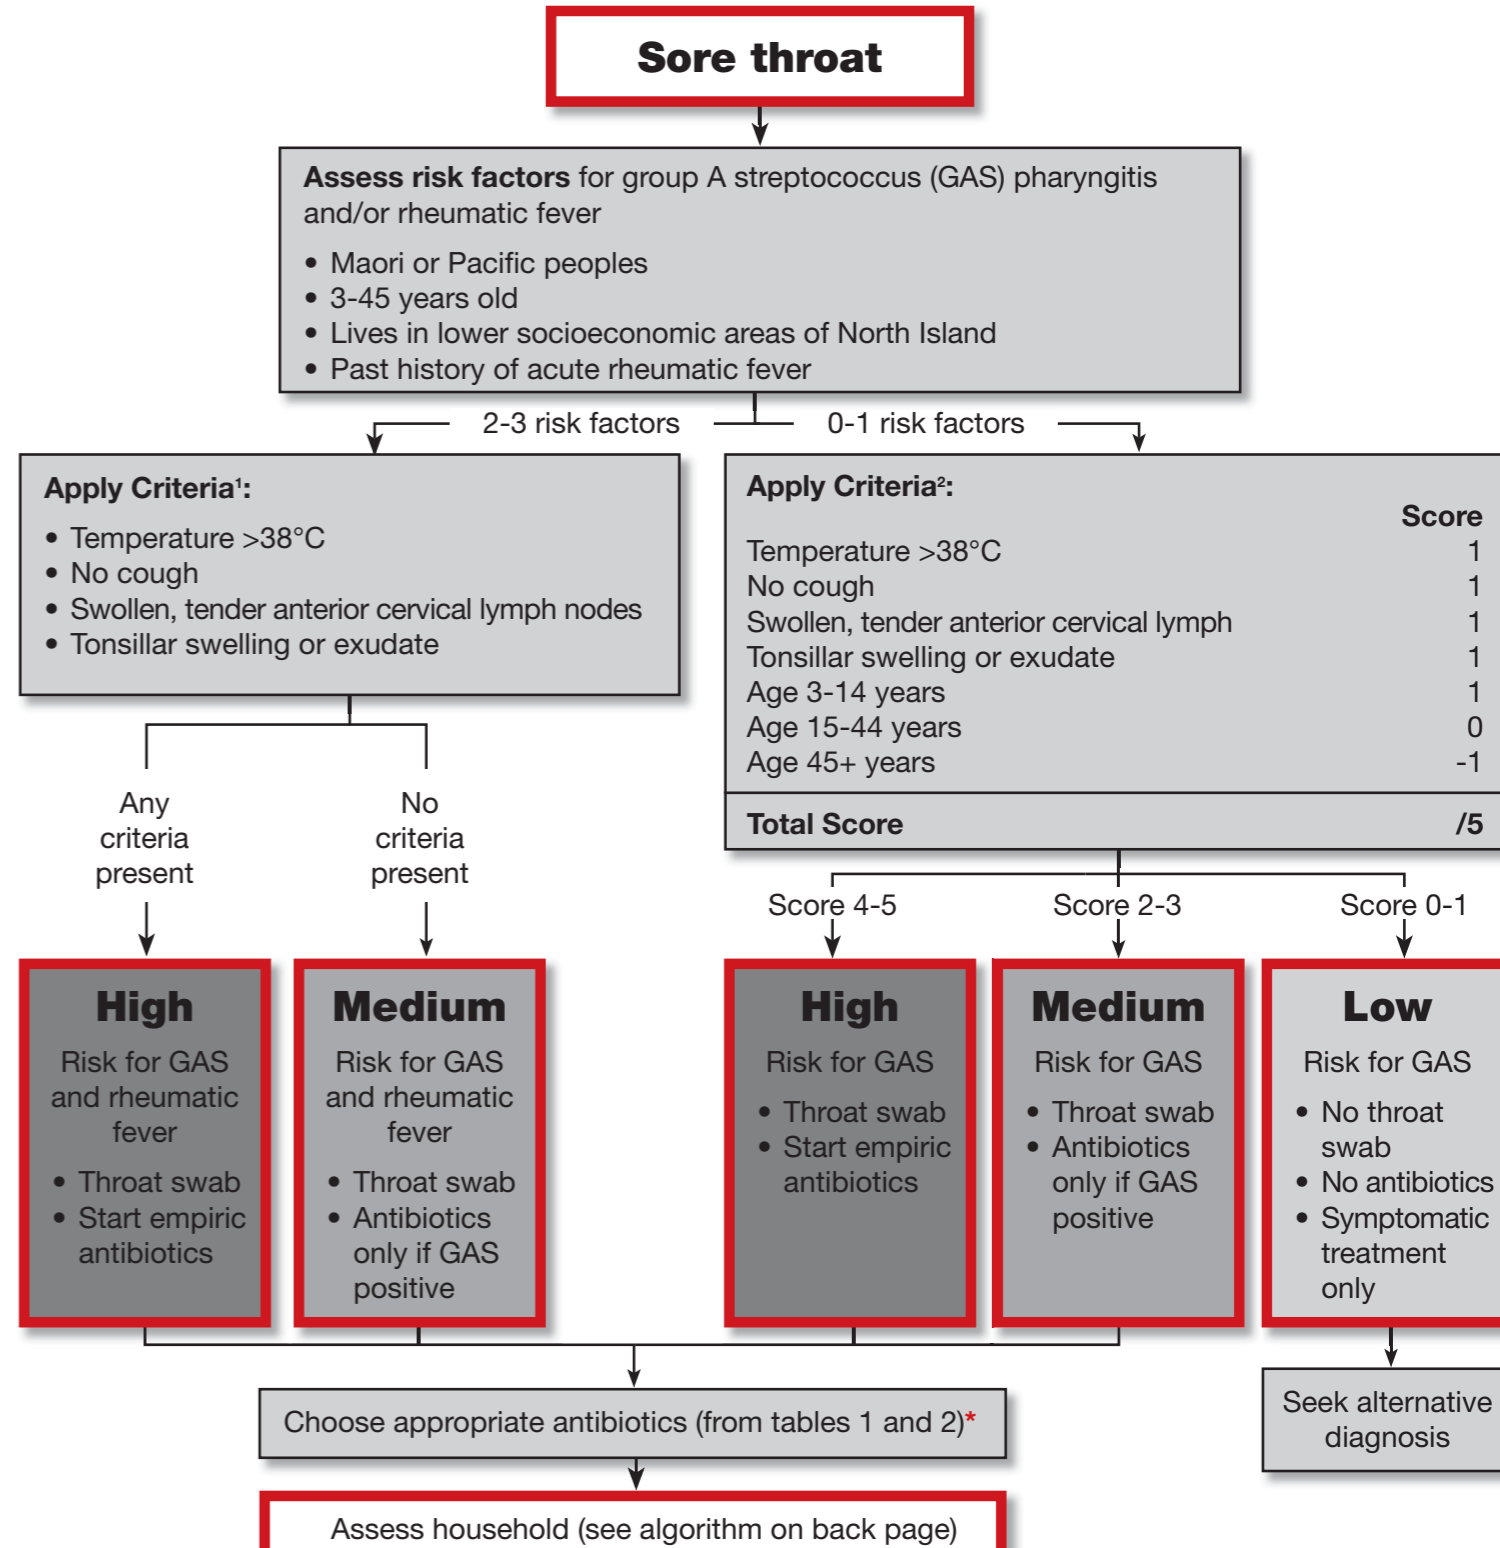 Sore throat
Assess risk factors for group A streptococcus (GAS) pharyngitis
and/or rheumatic fever
• Maori or Pacific peoples
• 3-45 years old
• Lives in lower socioeconomic areas of North Island
• Past history of acute rheumatic fever
2-3 risk factors
0-1 risk factors
Apply Criteria¹:
• Temperature >38°C
• No cough
• Swollen, tender anterior cervical lymph nodes
• Tonsillar swelling or exudate
Apply Criteria²:
Score
Temperature >38°C 1
No cough 1
Swollen, tender anterior cervical lymph 1
Tonsillar swelling or exudate 1
Age 3-14 years 1
Age 15-44 years 0
Age 45+ years -1
Total Score /5
Any
criteria
present
No
criteria
present
Score 4-5
Score 2-3
Score 0-1
High
Risk for GAS
and rheumatic
fever
• Throat swab
• Start empiric
antibiotics
Medium
Risk for GAS
and rheumatic
fever
• Throat swab
• Antibiotics
only if GAS
positive
High
Risk for GAS
• Throat swab
• Start empiric
antibiotics
Medium
Risk for GAS
• Throat swab
• Antibiotics
only if GAS
positive
Low
Risk for GAS
• No throat
swab
• No antibiotics
• Symptomatic
treatment
only
Choose appropriate antibiotics (from tables 1 and 2)*
Seek alternative
diagnosis
Assess household (see algorithm on back page)